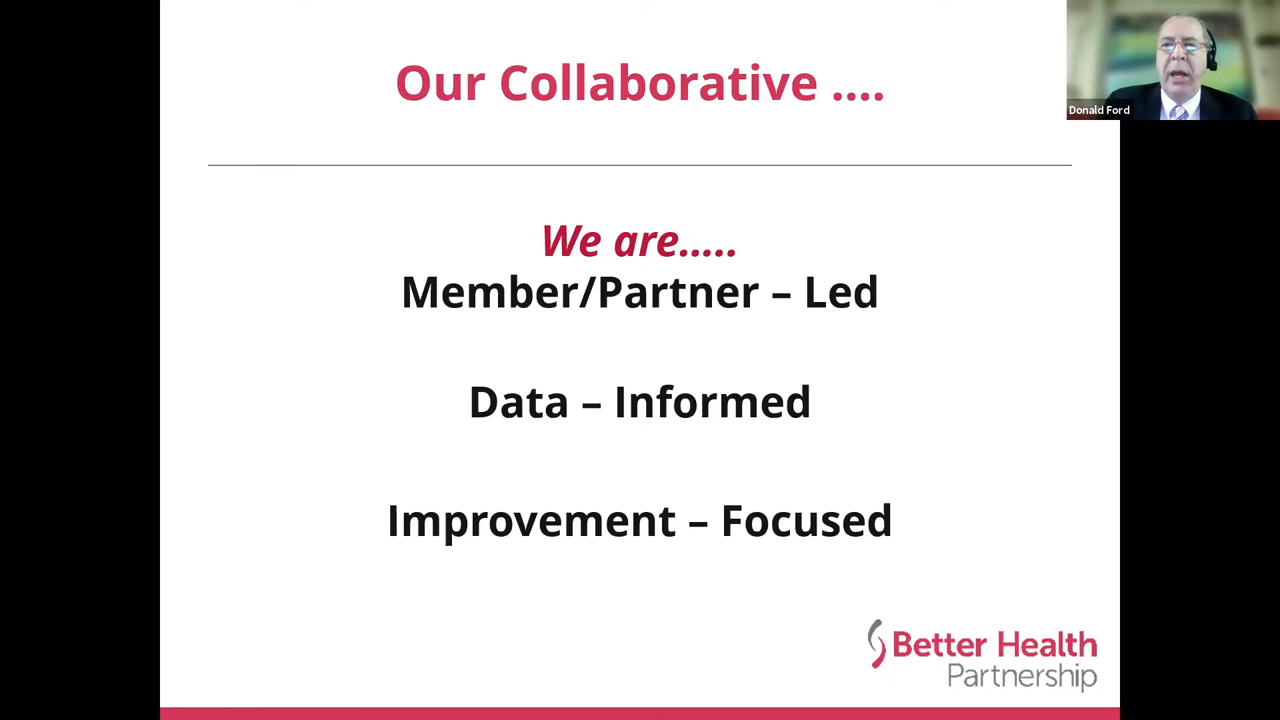 Our Collaborative ....
Donald Ford
We are.....
Member/Partner – Led
Data – Informed
Improvement – Focused
Better Health
Partnership